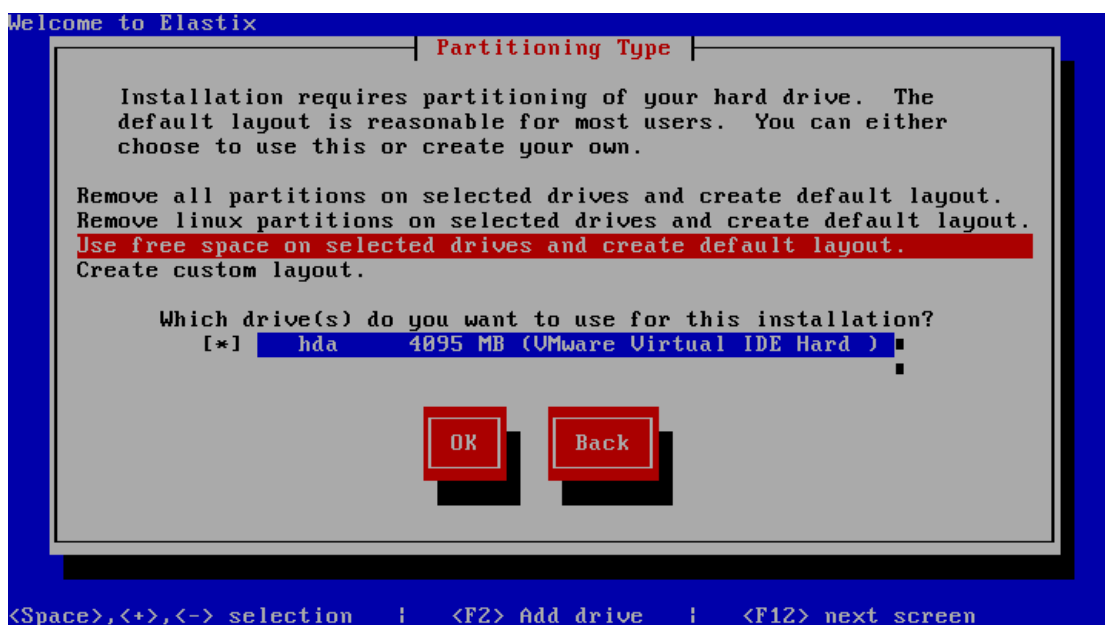 Welcome to Elastix
Partitioning Type
Installation requires partitioning of your hard drive.  The
default layout is reasonable for most users.  You can either
choose to use this or create your own.
Remove all partitions on selected drives and create default layout.
Remove linux partitions on selected drives and create default layout.
Use free space on selected drives and create default layout.
Create custom layout.
Which drive(s) do you want to use for this installation?
[*]    hda      4095 MB (VMware Virtual IDE Hard )
OK    Back
<Space>,<+>,<-> selection   |   <F2> Add drive   |   <F12> next screen